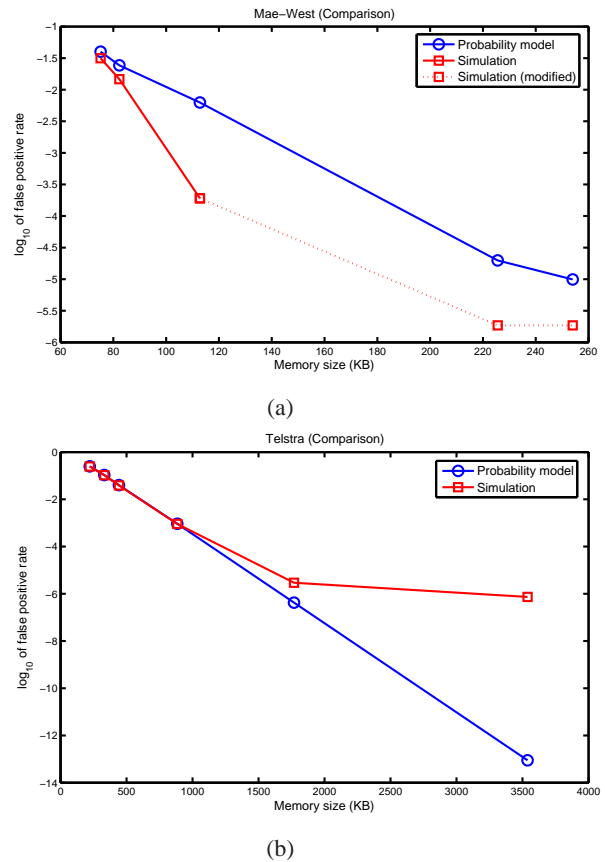 Mae−West (Comparison)
−1
−1.5
−2
−2.5
−3
−3.5
−4
−4.5
−5
−5.5
−6
log10 of false positive rate
Probability model
Simulation
Simulation (modified)
60 80 100 120 140 160 180 200 220 240 260
Memory size (KB)
(a)
Telstra (Comparison)
0
−2
−4
−6
−8
−10
−12
−14
log10 of false positive rate
Probability model
Simulation
0 500 1000 1500 2000 2500 3000 3500 4000
Memory size (KB)
(b)